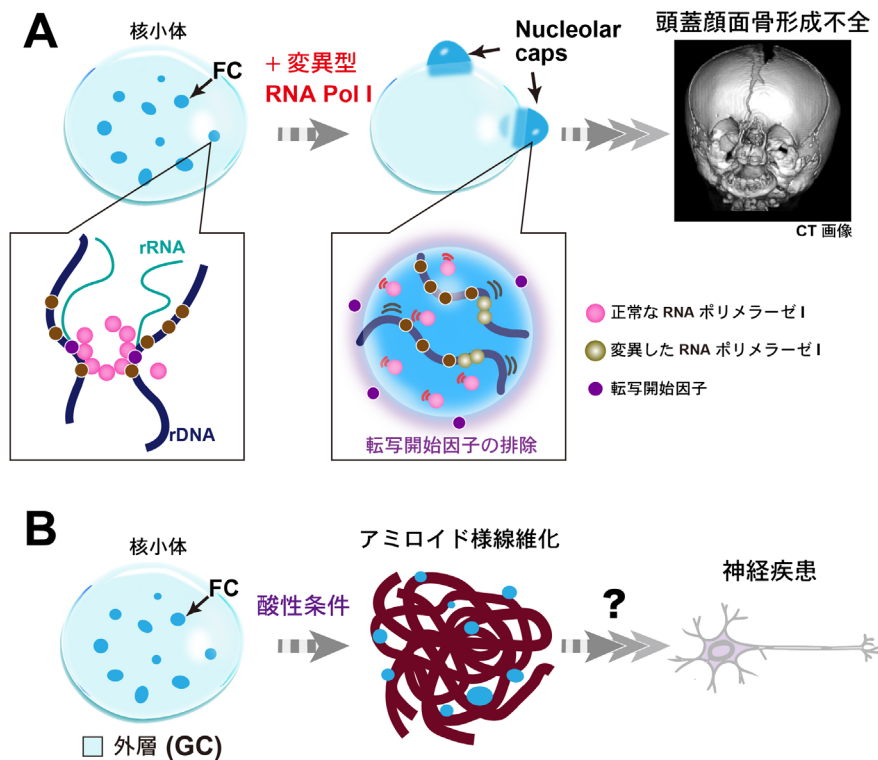 A
核小体
FC
+ 変異型
RNA Pol I
Nucleolar
caps
頭蓋顔面骨形成不全
CT 画像
rRNA
rDNA
転写開始因子の排除
正常な RNA ポリメラーゼ I
変異した RNA ポリメラーゼ I
転写開始因子
B
核小体
FC
酸性条件
アミロイド様線維化
?
神経疾患
外層 (GC)